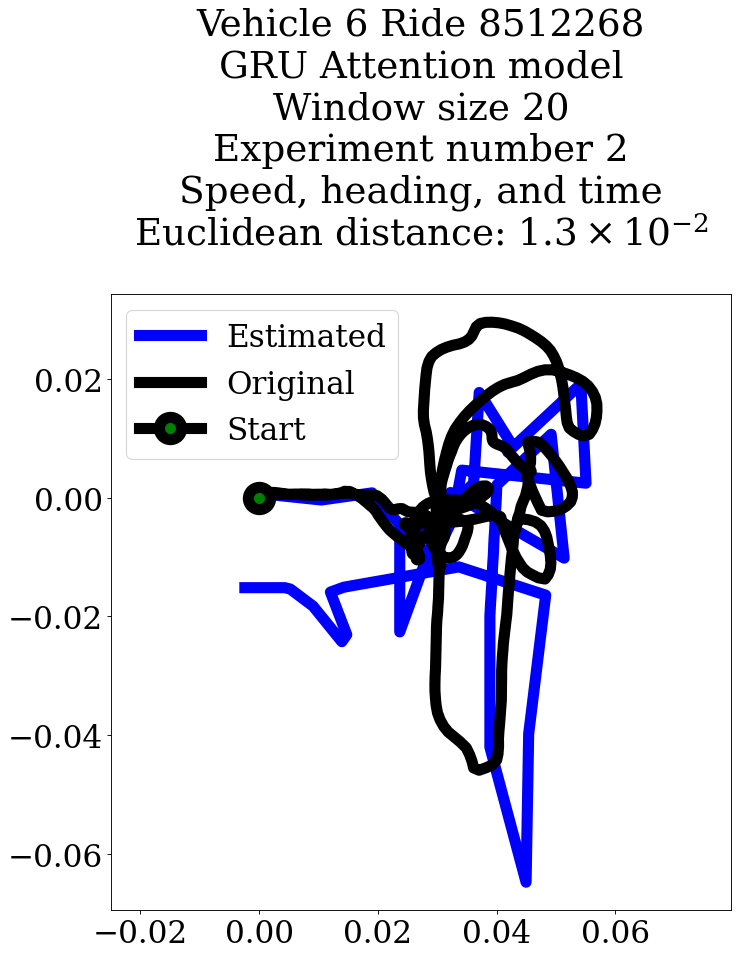 Vehicle 6 Ride 8512268
GRU Attention model
Window size 20
Experiment number 2
Speed, heading, and time
Euclidean distance: 1.3 × 10⁻²
Estimated
Original
Start
0.02
0.00
−0.02
−0.04
−0.06
−0.02 0.00 0.02 0.04 0.06